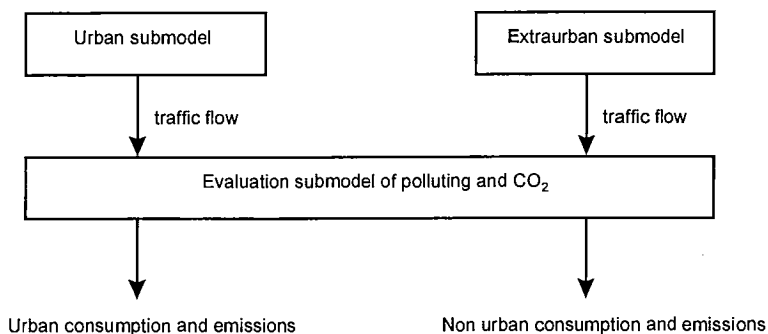 Urban submodel
Extraurban submodel
traffic flow
traffic flow
Evaluation submodel of polluting and CO₂
Urban consumption and emissions
Non urban consumption and emissions